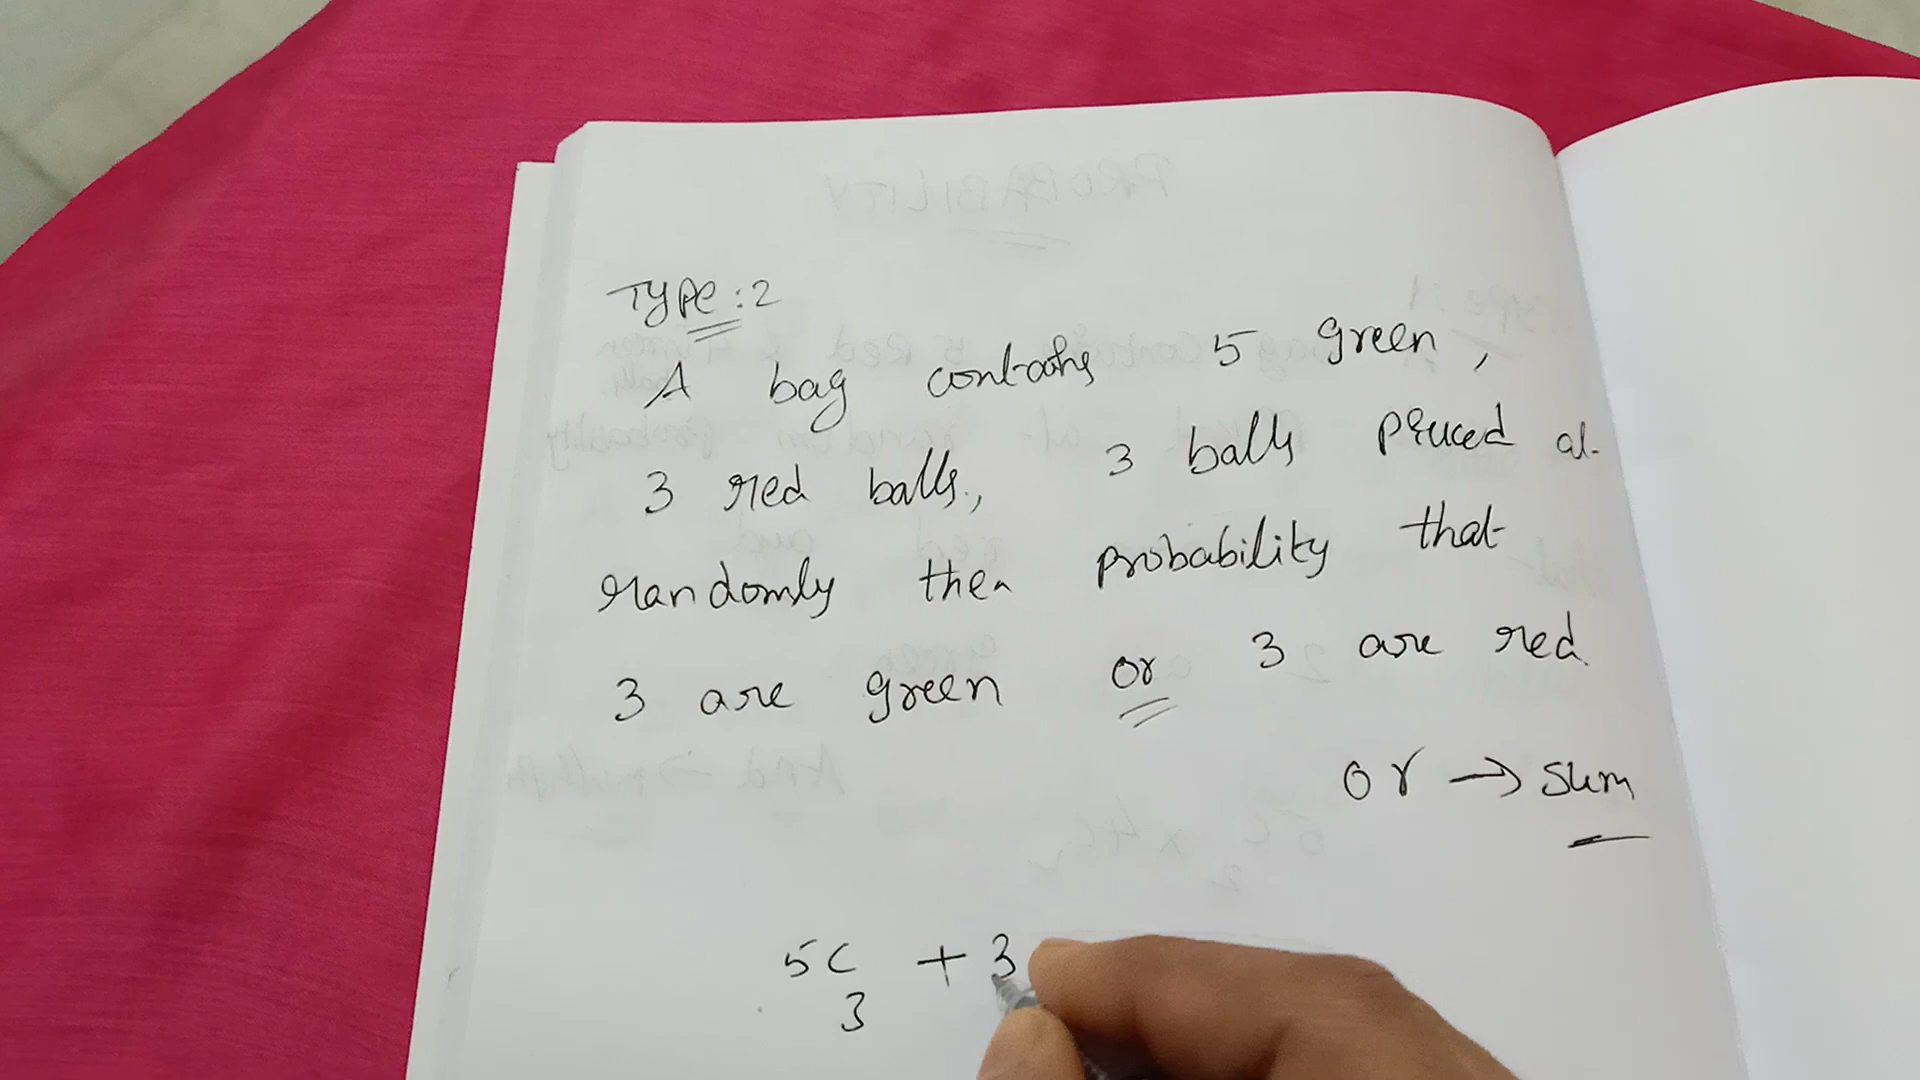 Type : 2
A bag contains 5 green,
3 red balls, 3 balls at
randomly then probability that
3 are green or 3 are red.
or → sum
5C3 + 3